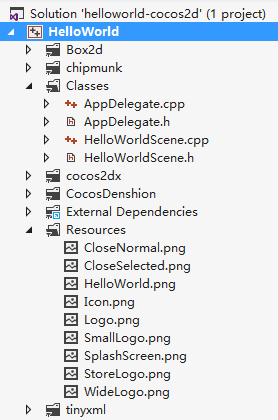 Solution 'helloworld-cocos2d' (1 project)
HelloWorld
Box2d
chipmunk
Classes
AppDelegate.cpp
AppDelegate.h
HelloWorldScene.cpp
HelloWorldScene.h
cocos2dx
CocosDenshion
External Dependencies
Resources
CloseNormal.png
CloseSelected.png
HelloWorld.png
Icon.png
Logo.png
SmallLogo.png
SplashScreen.png
StoreLogo.png
WideLogo.png
tinyxml